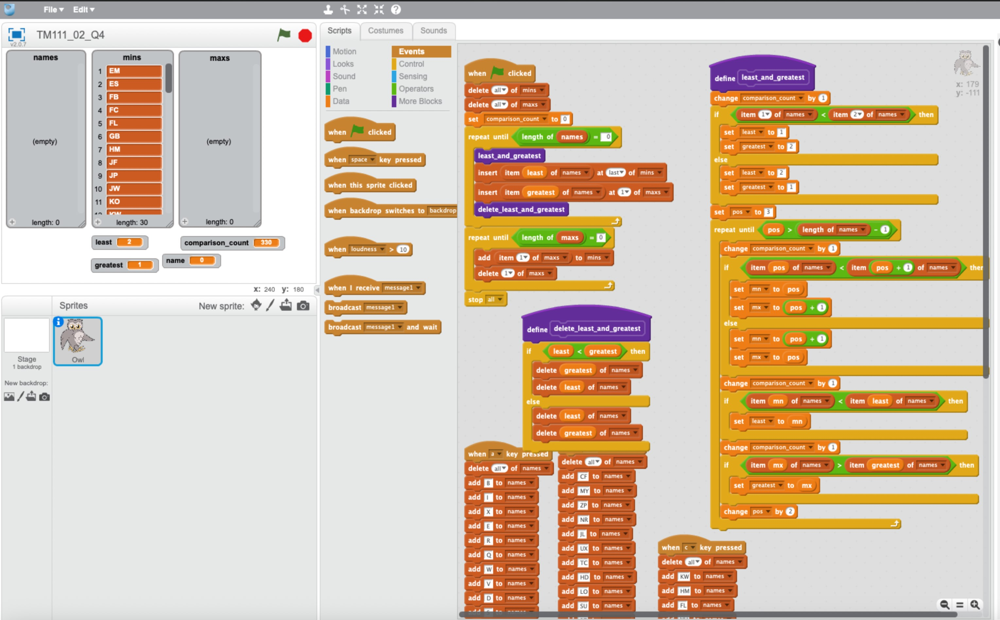 File▼ Edit▼
TM111_02_Q4
v2.0.7
names
(empty)
length: 0
mins
1 EM
2 ES
3 FB
4 FC
5 FL
6 GB
7 HM
8 JF
9 JP
10 JW
11 KO
12 KW
length: 30
maxs
(empty)
length: 0
least 2
comparison_count 330
greatest 1
name 0
x: 240 y: 180
Sprites
New sprite:
Stage
1 backdrop
New backdrop:
Owl
Scripts
Costumes
Sounds
Motion
Looks
Sound
Pen
Data
Events
Control
Sensing
Operators
More Blocks
when clicked
when space key pressed
when this sprite clicked
when backdrop switches to backdrop
when loudness > 10
when I receive message1
broadcast message1
broadcast message1 and wait
when clicked
delete all of mins
delete all of maxs
set comparison_count to 0
repeat until length of names = 0
least_and_greatest
insert item least of names at last of mins
insert item greatest of names at 1 of maxs
delete_least_and_greatest
repeat until length of maxs = 0
add item 1 of maxs to mins
delete 1 of maxs
stop all
define delete_least_and_greatest
if least < greatest then
delete greatest of names
delete least of names
else
delete least of names
delete greatest of names
when a key pressed
delete all of names
add B to names
add I to names
add X to names
add E to names
add R to names
add Q to names
add W to names
add V to names
add D to names
delete all of names
add CF to names
add MY to names
add ZP to names
add NR to names
add JL to names
add UX to names
add TC to names
add HD to names
add LO to names
add SU to names
when c key pressed
delete all of names
add KW to names
add HM to names
add FL to names
define least_and_greatest
change comparison_count by 1
if item 1 of names < item 2 of names then
set least to 1
set greatest to 2
else
set least to 2
set greatest to 1
set pos to 3
repeat until pos > length of names - 1
change comparison_count by 1
if item pos of names < item pos + 1 of names then
set mn to pos
set mx to pos + 1
else
set mn to pos + 1
set mx to pos
change comparison_count by 1
if item mn of names < item least of names then
set least to mn
change comparison_count by 1
if item mx of names > item greatest of names then
set greatest to mx
change pos by 2
x: 179
y: -111